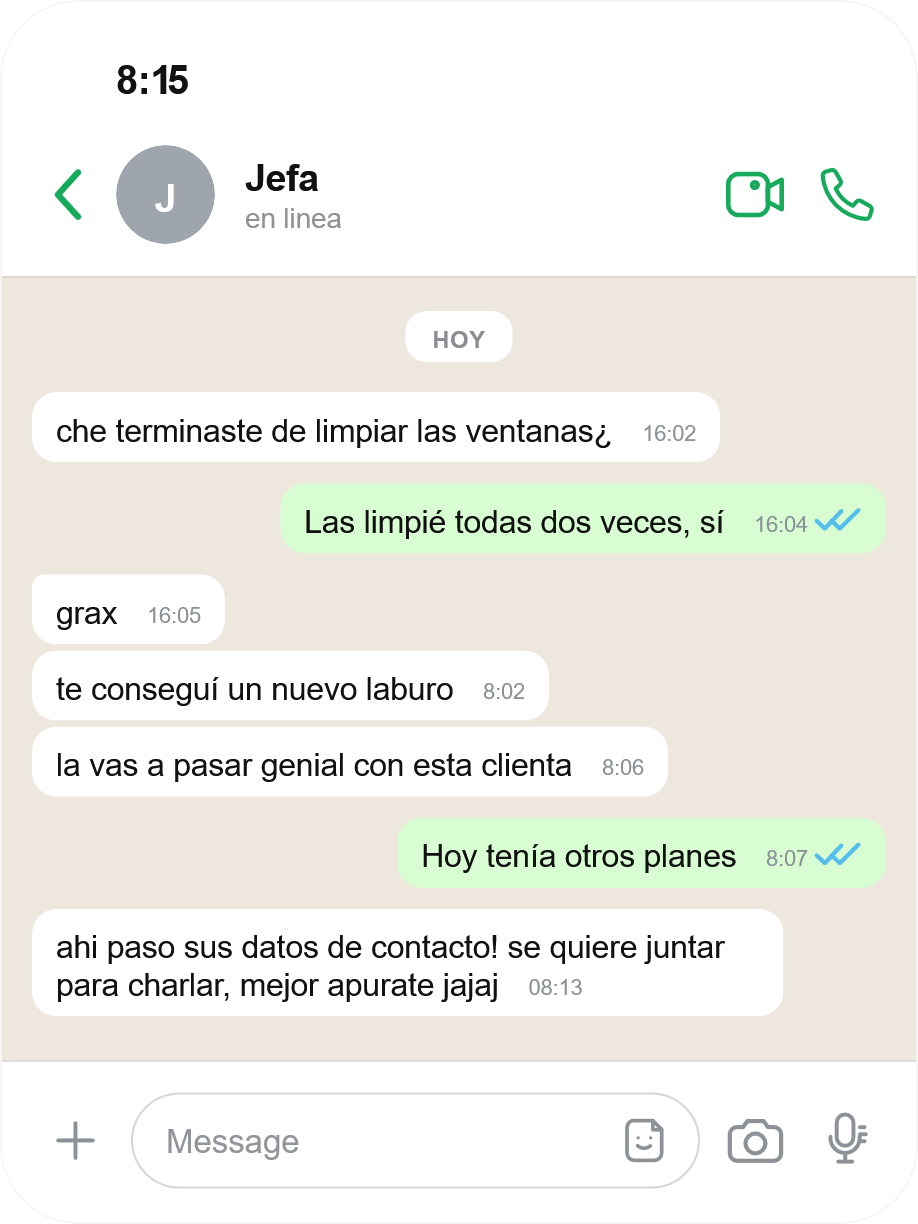 8:15
J
Jefa
en linea
HOY
che terminaste de limpiar las ventanas¿ 16:02
Las limpié todas dos veces, sí 16:04
grax 16:05
te conseguí un nuevo laburo 8:02
la vas a pasar genial con esta clienta 8:06
Hoy tenía otros planes 8:07
ahi paso sus datos de contacto! se quiere juntar
para charlar, mejor apurate jajaj 08:13
Message